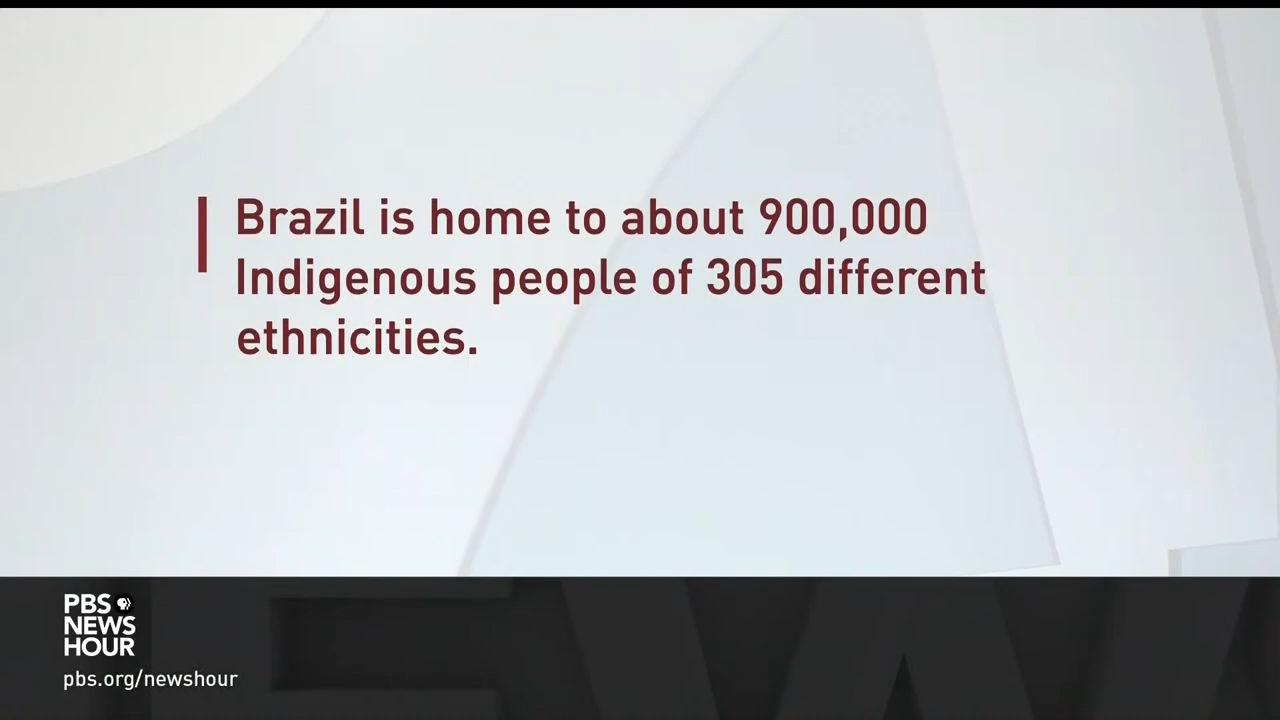 Brazil is home to about 900,000
Indigenous people of 305 different
ethnicities.
PBS
NEWS
HOUR
pbs.org/newshour